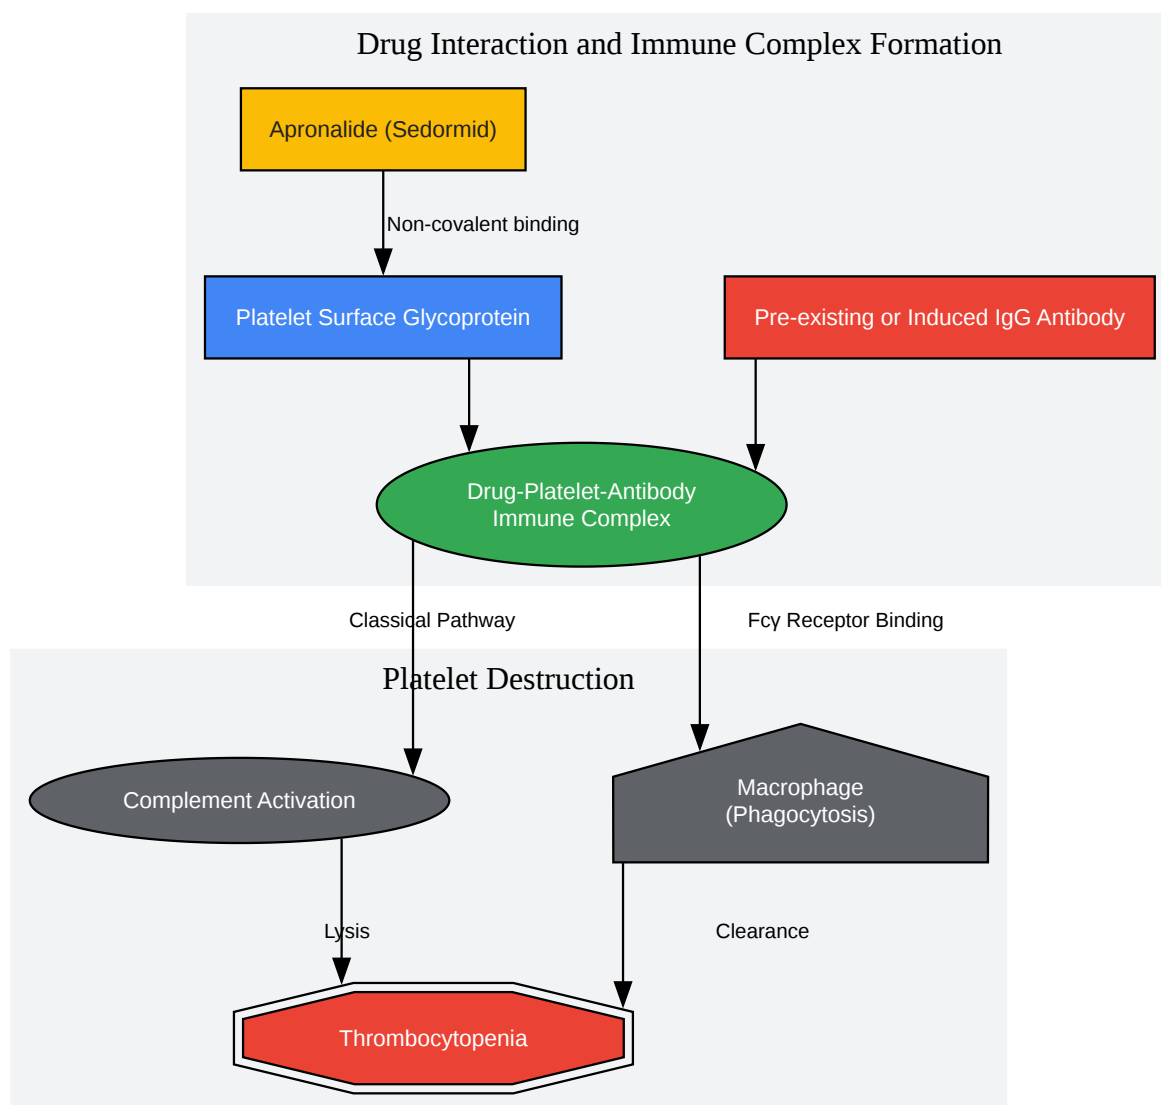 Drug Interaction and Immune Complex Formation
Apronalide (Sedormid)
Non-covalent binding
Platelet Surface Glycoprotein
Pre-existing or Induced IgG Antibody
Drug-Platelet-Antibody
Immune Complex
Classical Pathway
Fcγ Receptor Binding
Platelet Destruction
Complement Activation
Macrophage
(Phagocytosis)
Lysis
Clearance
Thrombocytopenia